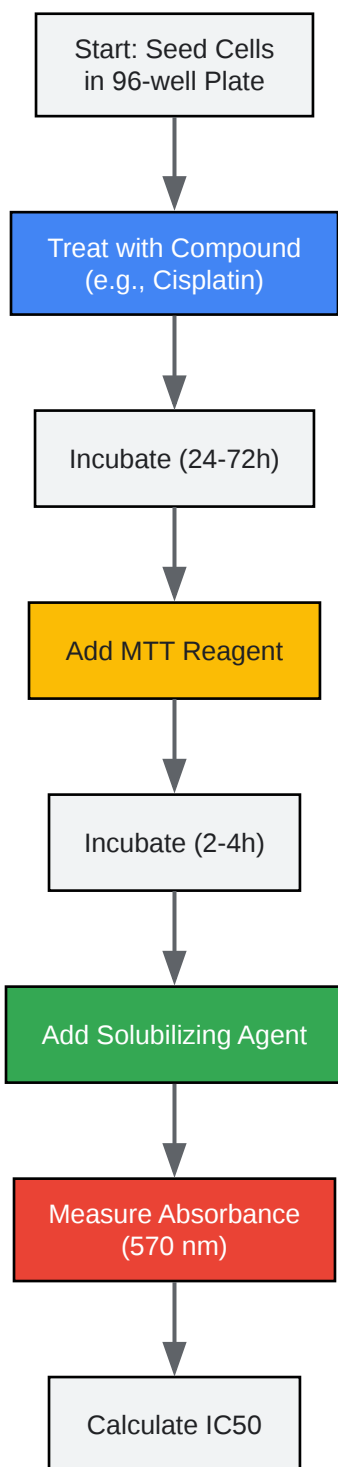 Start: Seed Cells
in 96-well Plate
Treat with Compound
(e.g., Cisplatin)
Incubate (24-72h)
Add MTT Reagent
Incubate (2-4h)
Add Solubilizing Agent
Measure Absorbance
(570 nm)
Calculate IC50